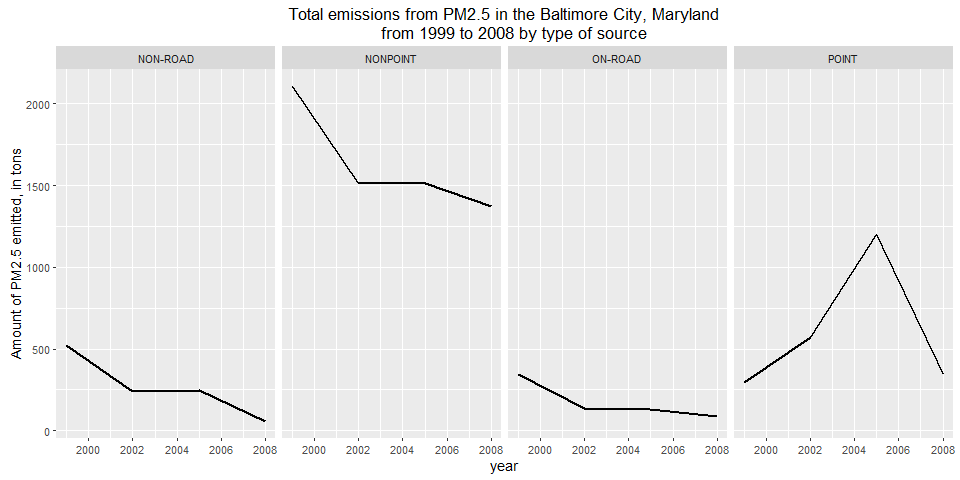 Total emissions from PM2.5 in the Baltimore City, Maryland
from 1999 to 2008 by type of source
NON-ROAD
NONPOINT
ON-ROAD
POINT
Amount of PM2.5 emitted, in tons
2000
1500
1000
500
0
2000 2002 2004 2006 2008
2000 2002 2004 2006 2008
2000 2002 2004 2006 2008
2000 2002 2004 2006 2008
year